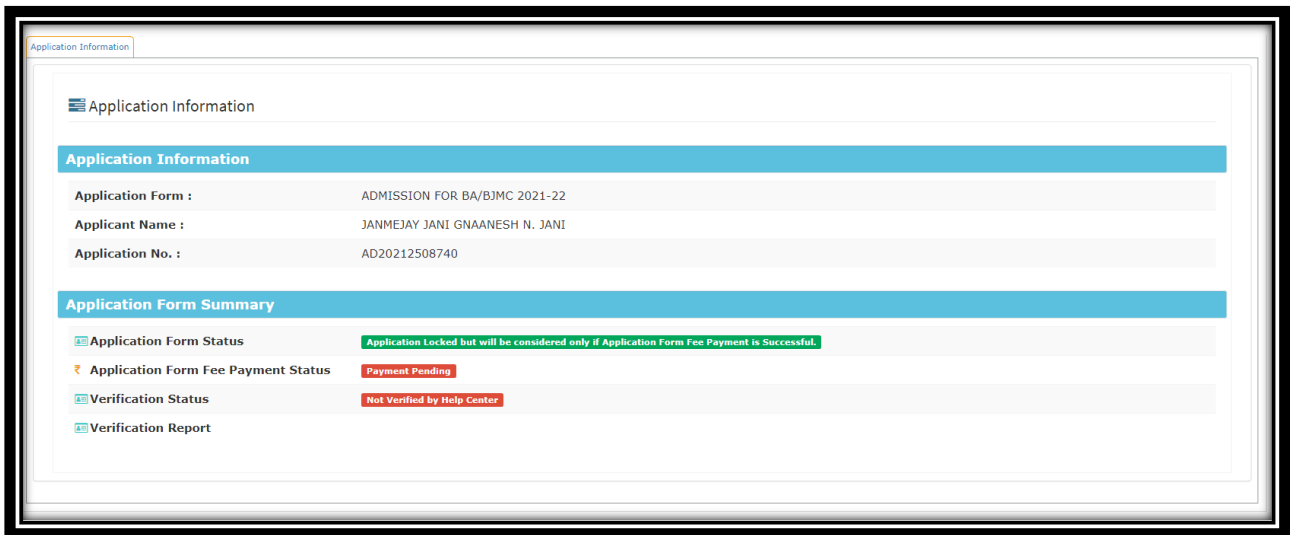 Application Information
Application Information
Application Information
Application Form : ADMISSION FOR BA/BJMC 2021-22
Applicant Name : JANMEJAY JANI GNAANESH N. JANI
Application No. : AD20212508740
Application Form Summary
Application Form Status Application Locked but will be considered only if Application Form Fee Payment is Successful.
₹ Application Form Fee Payment Status Payment Pending
Verification Status Not Verified by Help Center
Verification Report